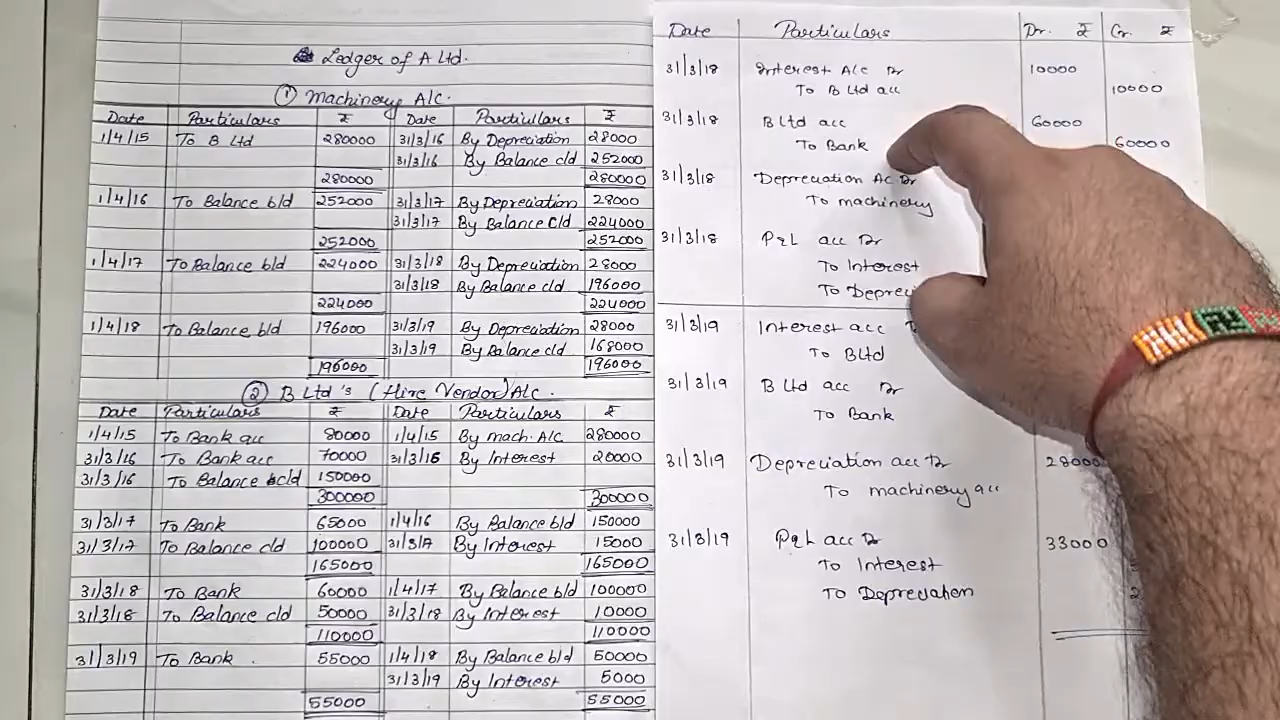 Ledger of A Ltd.
① Machinery A/C.
Date Particulars ₹ Date Particullars ₹
1/4/15 To B Ltd 280000 31/3/16 By Depreciation 28000
31/3/16 By Balance c/d 252000
280000 280000
1/4/16 To Balance b/d 252000 31/3/17 By Depreciation 28000
31/3/17 By Balance c/d 224000
252000 252000
1/4/17 To Balance b/d 224000 31/3/18 By Depreciation 28000
31/3/18 By Balance c/d 196000
224000 224000
1/4/18 To Balance b/d 196000 31/3/19 By Depreciation 28000
31/3/19 By Balance c/d 168000
196000 196000
② B Ltd's (Hire Vendor) A/C.
Date Particulars ₹ Date Particulars ₹
1/4/15 To Bank acc 80000 1/4/15 By mach. A/C 280000
31/3/16 To Bank acc 70000 31/3/16 By Interest 20000
31/3/16 To Balance c/d 150000
300000 300000
31/3/17 To Bank 65000 1/4/16 By Balance b/d 150000
31/3/17 To Balance c/d 100000 31/3/17 By Interest 15000
165000 165000
31/3/18 To Bank 60000 1/4/17 By Balance b/d 100000
31/3/18 To Balance c/d 50000 31/3/18 By Interest 10000
110000 110000
31/3/19 To Bank . 55000 1/4/18 By Balance b/d 50000
31/3/19 By Interest 5000
55000 55000
Date Particulars Dr. ₹ Cr. ₹
31/3/18 Interest A/C Dr 10000
To B Ltd acc 10000
31/3/18 B Ltd acc 60000
To Bank 60000
31/3/18 Depreciation AC Dr
To machinery
31/3/18 P&L acc Dr
To Interest
To
31/3/19 Interest acc
To B Ltd
31/3/19 B Ltd acc Dr
To Bank
31/3/19 Depreciation acc Dr 28000
To machinery acc
31/3/19 P&L acc Dr 33000
To Interest
To Depreciation